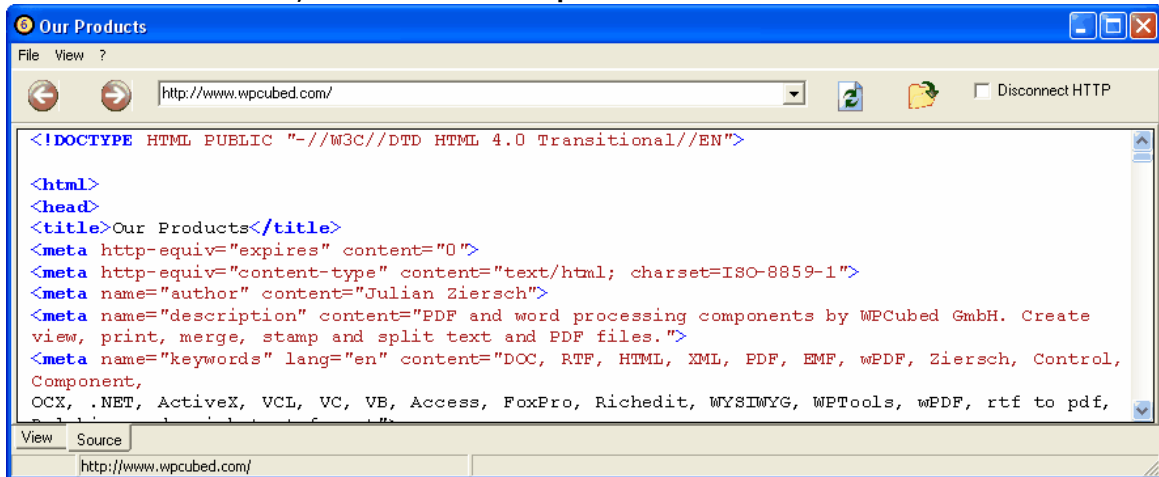 Our Products
File View ?
http://www.wpcubed.com/
Disconnect HTTP
<!DOCTYPE HTML PUBLIC "-//W3C//DTD HTML 4.0 Transitional//EN">
<html>
<head>
<title>Our Products</title>
<meta http-equiv="expires" content="0">
<meta http-equiv="content-type" content="text/html; charset=ISO-8859-1">
<meta name="author" content="Julian Ziersch">
<meta name="description" content="PDF and word processing components by WPCubed GmbH. Create
view, print, merge, stamp and split text and PDF files.">
<meta name="keywords" lang="en" content="DOC, RTF, HTML, XML, PDF, EMF, wPDF, Ziersch, Control,
Component,
OCX, .NET, ActiveX, VCL, VC, VB, Access, FoxPro, Richedit, WYSIWYG, WPTools, wPDF, rtf to pdf,
View Source
http://www.wpcubed.com/